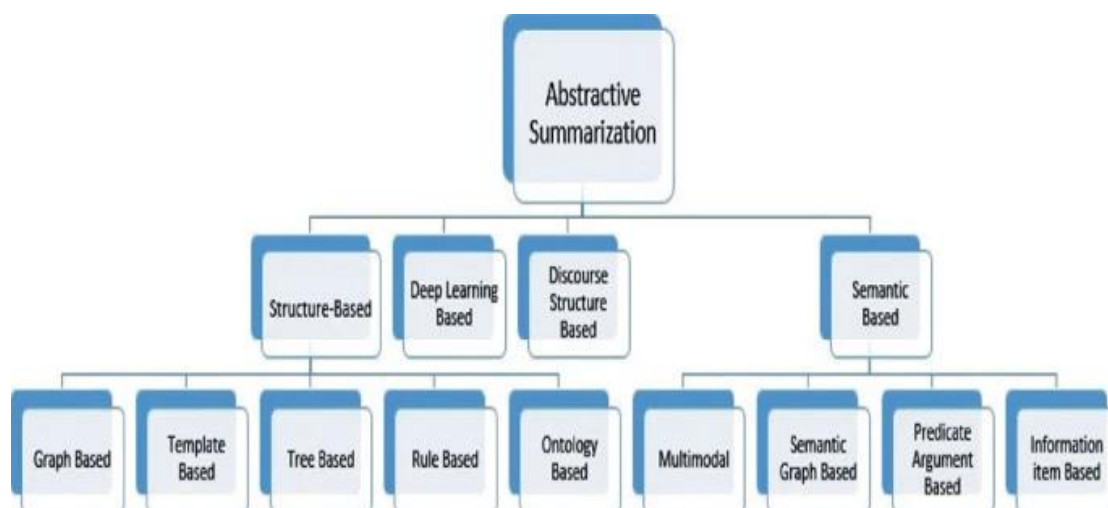 Abstractive
Summarization
Structure-Based
Deep Learning
Based
Discourse
Structure
Based
Semantic
Based
Graph Based
Template
Based
Tree Based
Rule Based
Ontology
Based
Multimodal
Semantic
Graph Based
Predicate
Argument
Based
Information
item Based